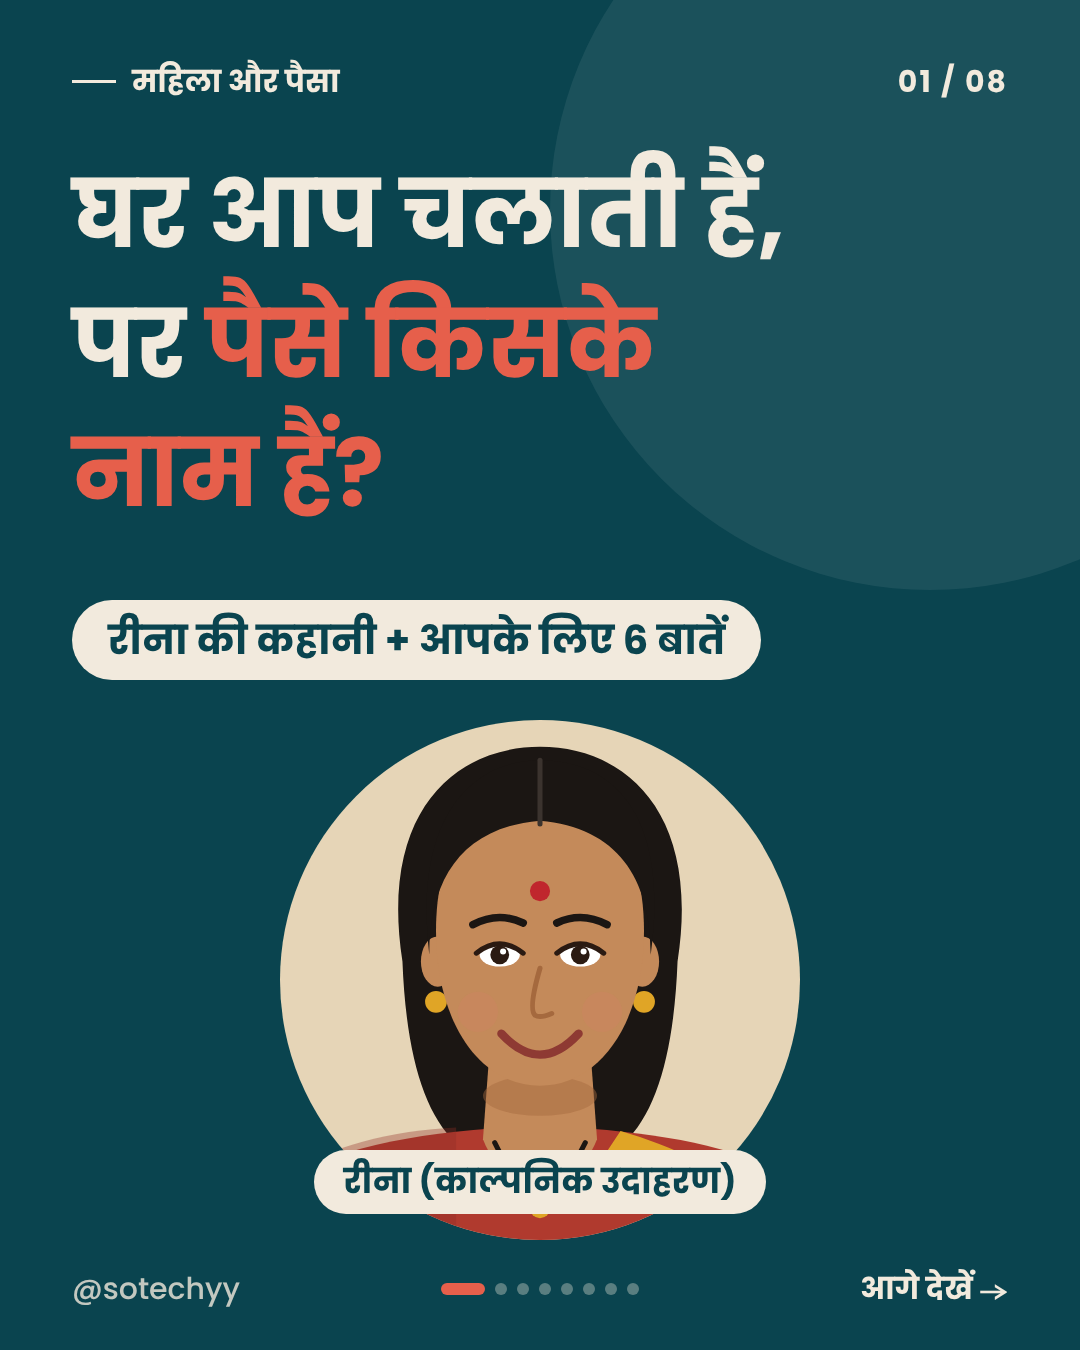 महिला और पैसा
01 / 08
घर आप चलाती हैं,
पर पैसे किसके
नाम हैं?
रीना की कहानी + आपके लिए 6 बातें
रीना (काल्पनिक उदाहरण)
@sotechyy
आगे देखें →